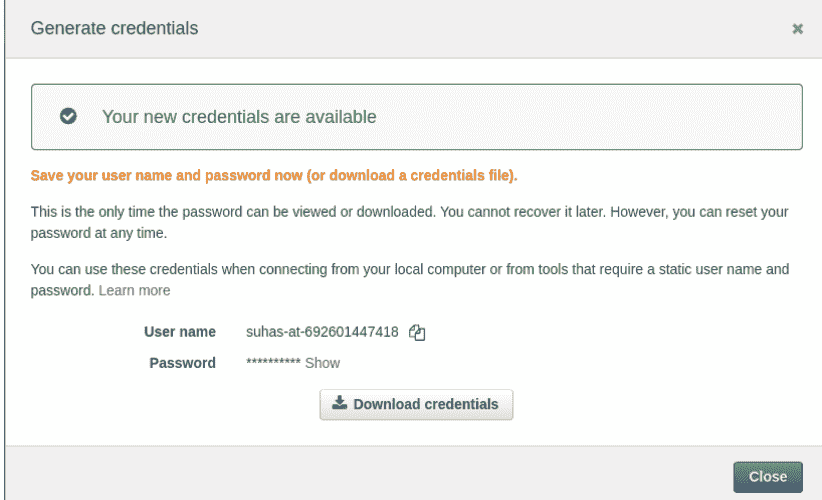 Generate credentials
Your new credentials are available
Save your user name and password now (or download a credentials file).
This is the only time the password can be viewed or downloaded. You cannot recover it later. However, you can reset your
password at any time.
You can use these credentials when connecting from your local computer or from tools that require a static user name and
password. Learn more
User name suhas-at-692601447418
Password ********** Show
Download credentials
Close